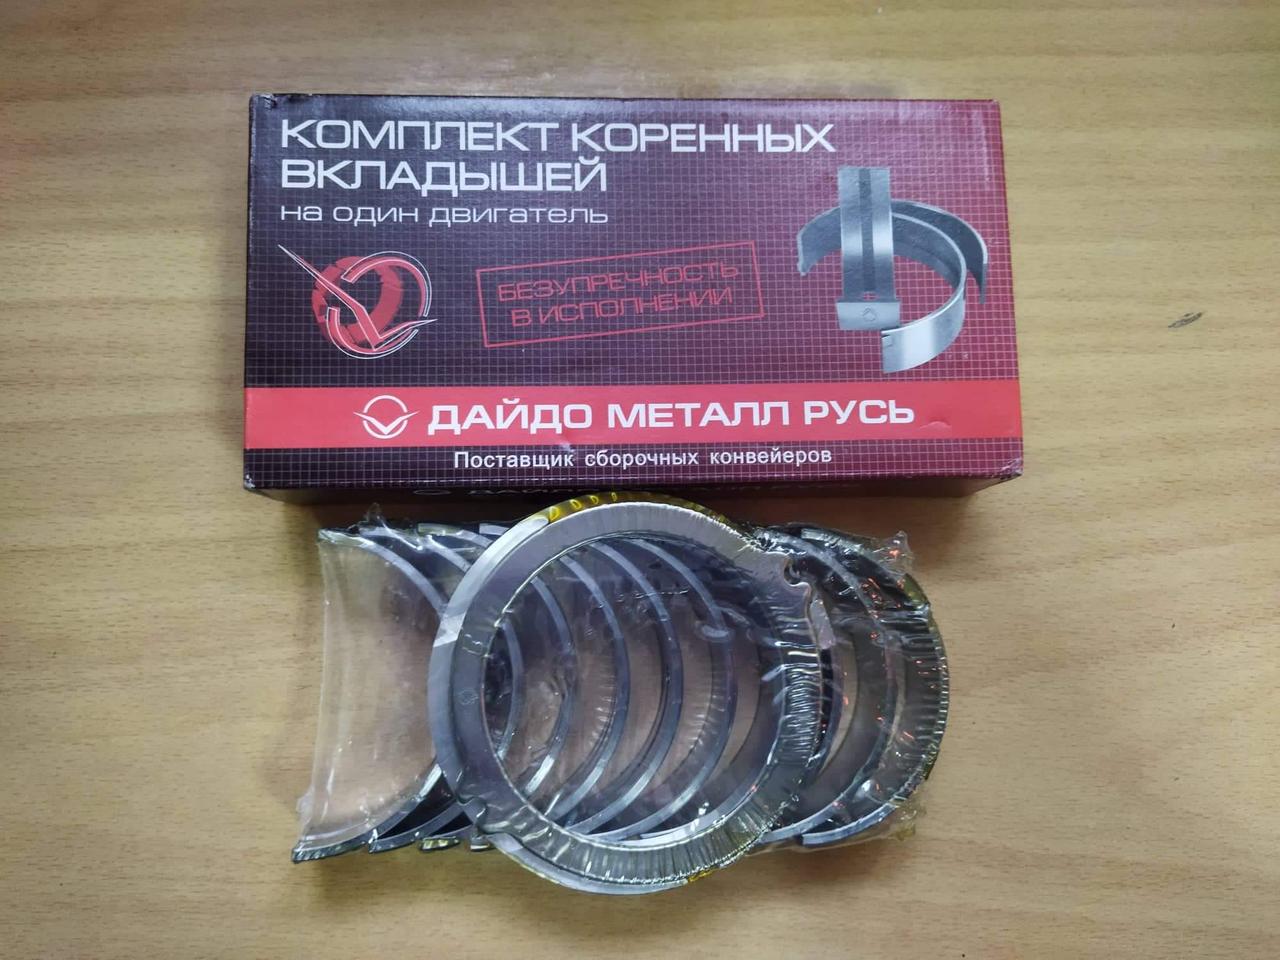 КОМПЛЕКТ КОРЕННЫХ
ВКЛАДЫШЕЙ
НА ОДИН ДВИГАТЕЛЬ
БЕЗУПРЕЧНОСТЬ
В ИСПОЛНЕНИИ
ДАЙДО МЕТАЛЛ РУСЬ
Поставщик сборочных конвейеров